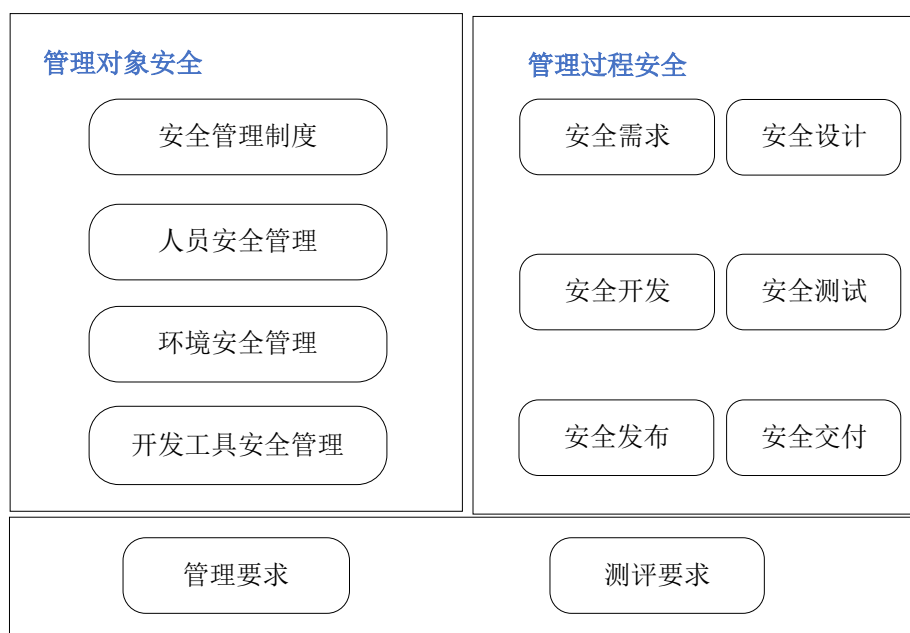 管理对象安全
安全管理制度
人员安全管理
环境安全管理
开发工具安全管理
管理过程安全
安全需求
安全设计
安全开发
安全测试
安全发布
安全交付
管理要求
测评要求